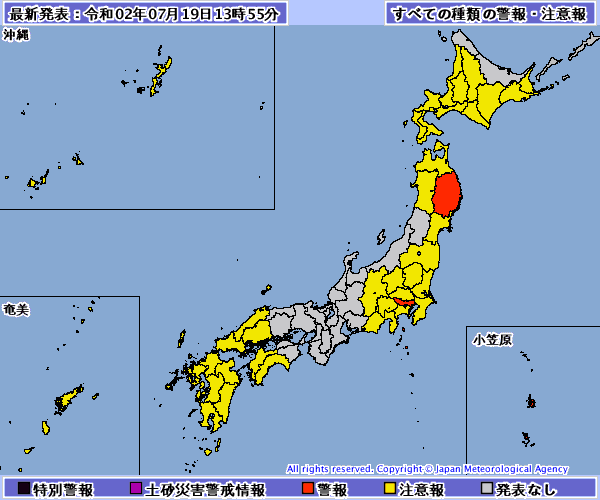 最新発表：令和02年07月19日13時55分
すべての種類の警報・注意報
沖縄
奄美
小笠原
All rights reserved. Copyright © Japan Meteorological Agency
特別警報 土砂災害警戒情報 警報 注意報 発表なし